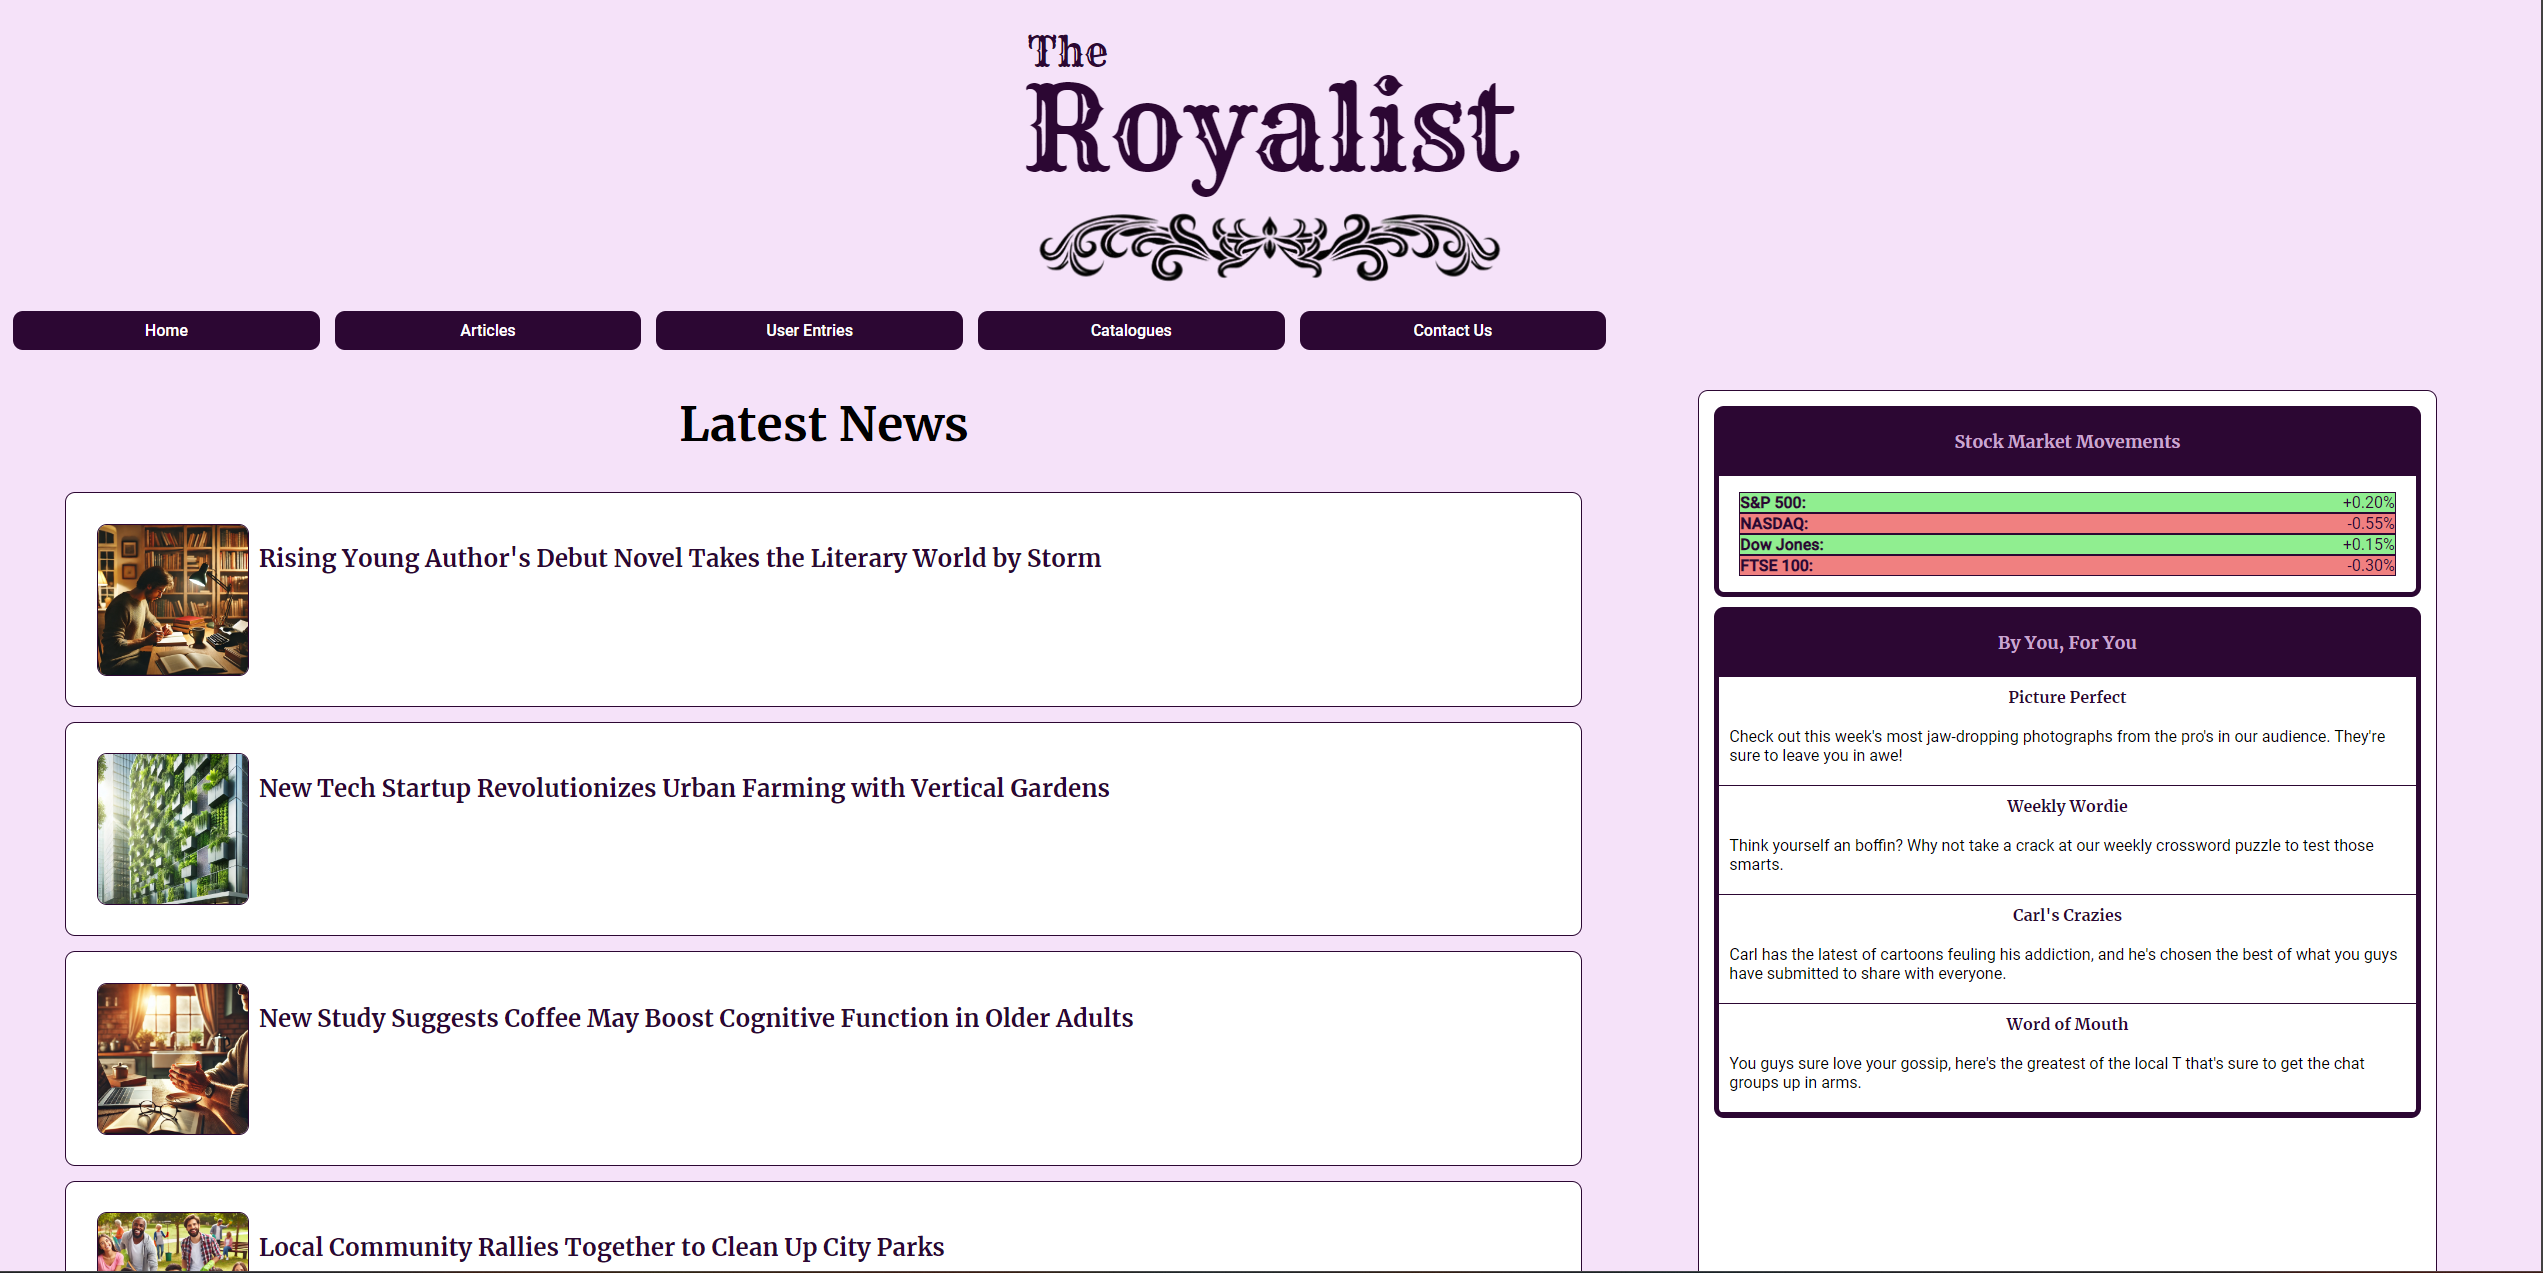 The
Royalist
Home
Articles
User Entries
Catalogues
Contact Us
Latest News
Rising Young Author's Debut Novel Takes the Literary World by Storm
New Tech Startup Revolutionizes Urban Farming with Vertical Gardens
New Study Suggests Coffee May Boost Cognitive Function in Older Adults
Local Community Rallies Together to Clean Up City Parks
Stock Market Movements
S&P 500: +0.20%
NASDAQ: -0.55%
Dow Jones: +0.15%
FTSE 100: -0.30%
By You, For You
Picture Perfect
Check out this week's most jaw-dropping photographs from the pro's in our audience. They're
sure to leave you in awe!
Weekly Wordie
Think yourself an boffin? Why not take a crack at our weekly crossword puzzle to test those
smarts.
Carl's Crazies
Carl has the latest of cartoons feuling his addiction, and he's chosen the best of what you guys
have submitted to share with everyone.
Word of Mouth
You guys sure love your gossip, here's the greatest of the local T that's sure to get the chat
groups up in arms.